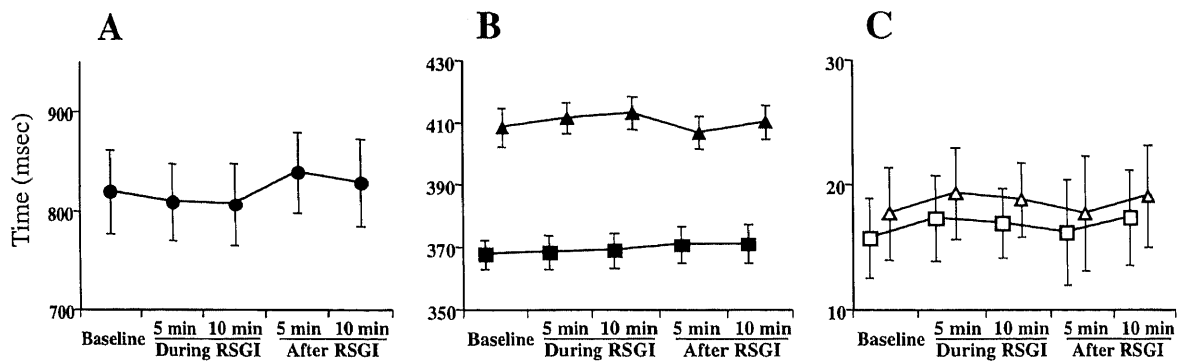 A
B
C
Time (msec)
900
800
700
Baseline
5 min
10 min
During RSGI
5 min
10 min
After RSGI
430
410
390
370
350
Baseline
5 min
10 min
During RSGI
5 min
10 min
After RSGI
30
20
10
Baseline
5 min
10 min
During RSGI
5 min
10 min
After RSGI